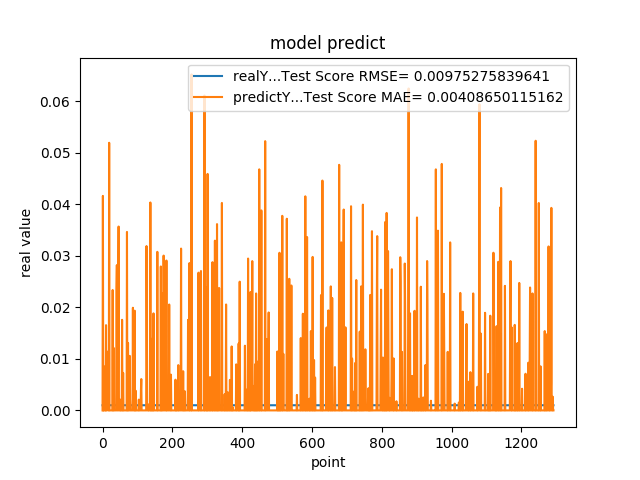 model predict
realY...Test Score RMSE= 0.00975275839641
predictY...Test Score MAE= 0.00408650115162
real value
0.06
0.05
0.04
0.03
0.02
0.01
0.00
0 200 400 600 800 1000 1200
point